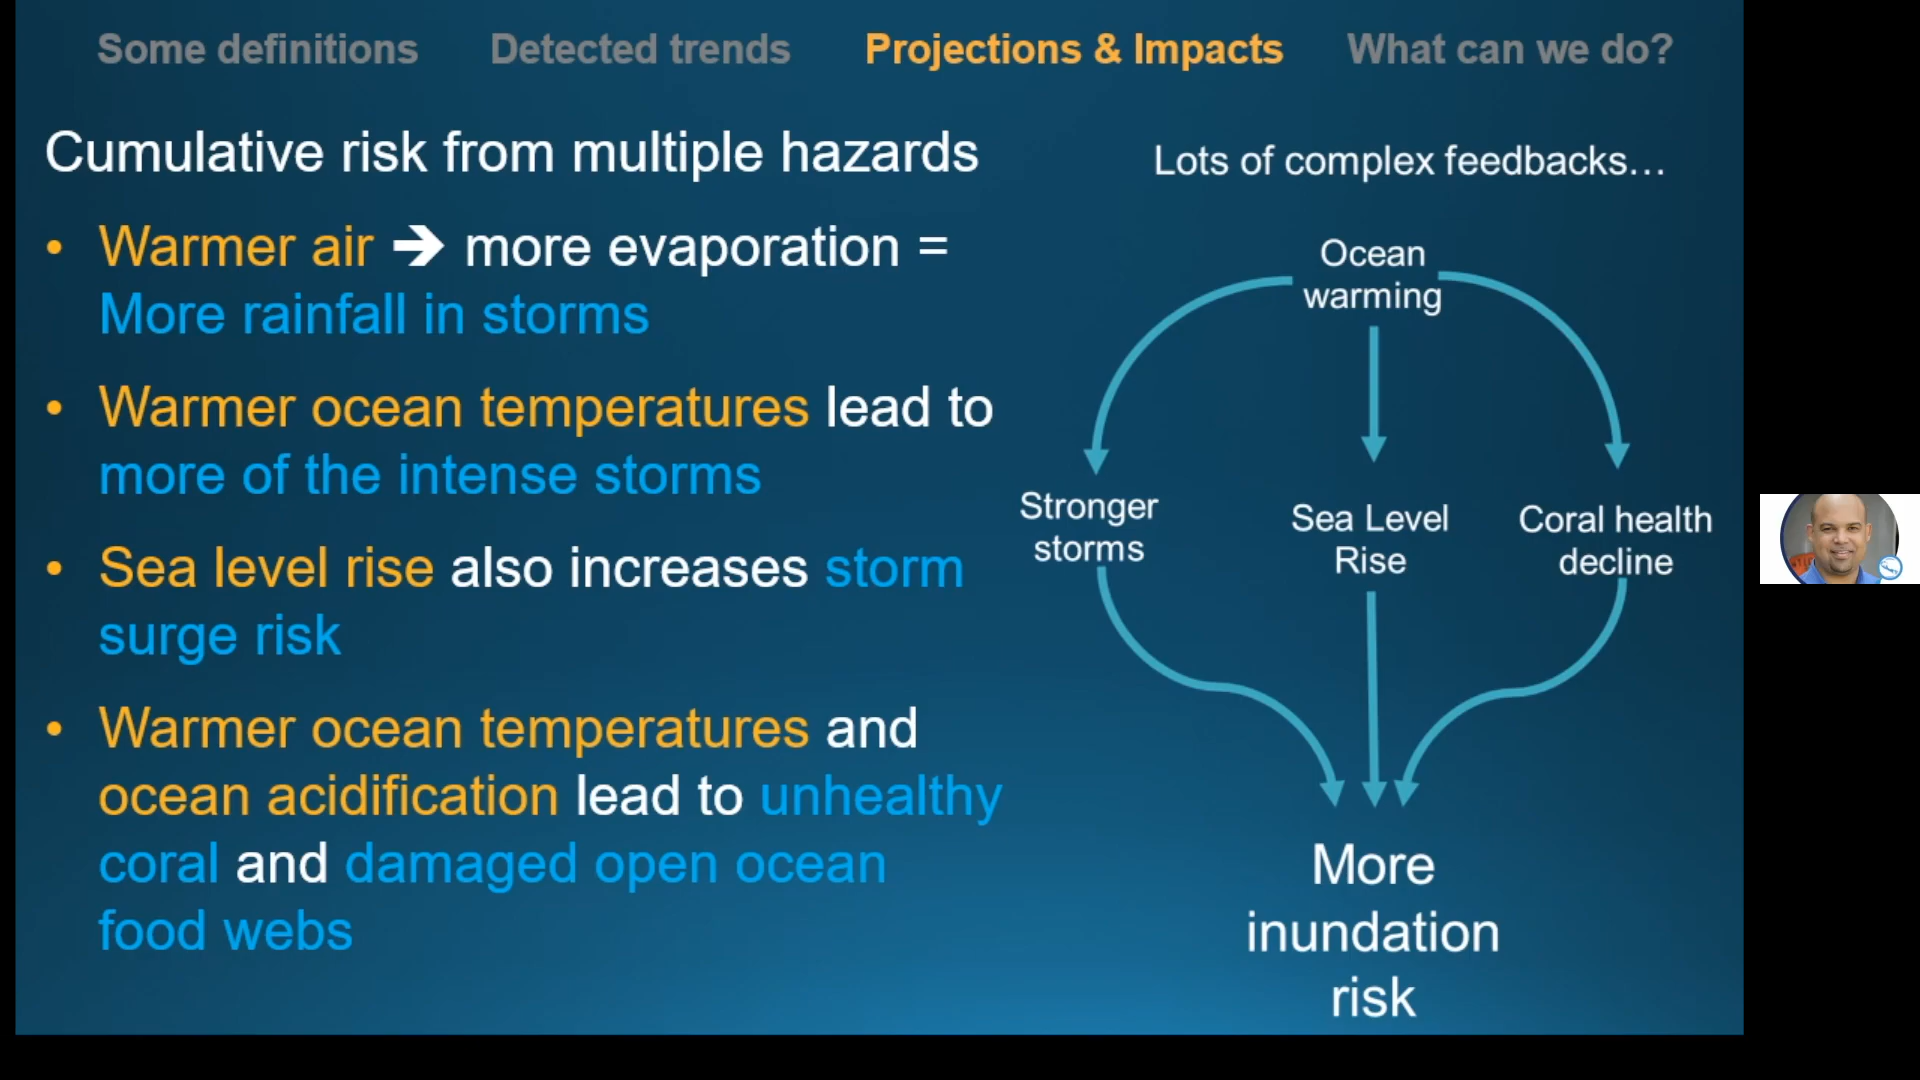 Some definitions
Detected trends
Projections & Impacts
What can we do?
Cumulative risk from multiple hazards
• Warmer air ➔ more evaporation =
More rainfall in storms
• Warmer ocean temperatures lead to
more of the intense storms
• Sea level rise also increases storm
surge risk
• Warmer ocean temperatures and
ocean acidification lead to unhealthy
coral and damaged open ocean
food webs
Lots of complex feedbacks…
Ocean
warming
Stronger
storms
Sea Level
Rise
Coral health
decline
More
inundation
risk